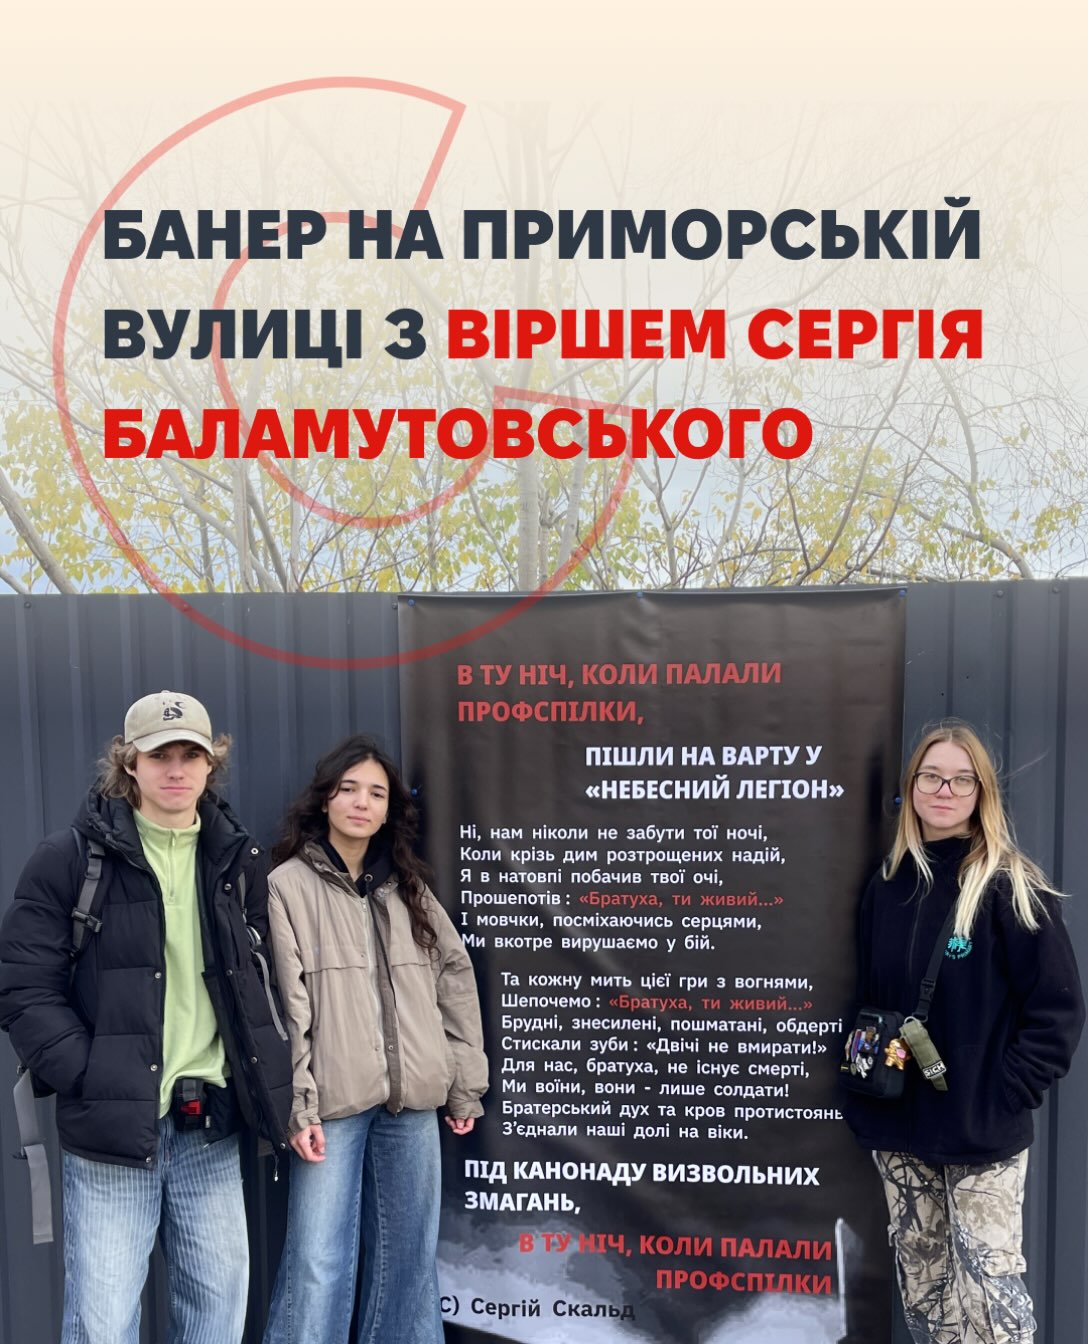 БАНЕР НА ПРИМОРСЬКІЙ
ВУЛИЦІ З ВІРШЕМ СЕРГІЯ
БАЛАМУТОВСЬКОГО
В ТУ НІЧ, КОЛИ ПАЛАЛИ
ПРОФСПІЛКИ,
ПІШЛИ НА ВАРТУ У
«НЕБЕСНИЙ ЛЕГІОН»
Ні, нам ніколи не забути тої ночі,
Коли крізь дим розтрощених надій,
Я в натовпі побачив твої очі,
Прошепотів: «Братуха, ти живий...»
І мовчки, посміхаючись серцями,
Ми вкотре вирушаємо у бій.
Та кожну мить цієї гри з вогнями,
Шепочемо: «Братуха, ти живий...»
Брудні, знесилені, пошматані, обдерті
Стискали зуби: «Двічі не вмирати!»
Для нас, братуха, не існує смерті,
Ми воїни, вони - лише солдати!
Братерський дух та кров протистоянь
З’єднали наші долі на віки.
ПІД КАНОНАДУ ВИЗВОЛЬНИХ
ЗМАГАНЬ,
В ТУ НІЧ, КОЛИ ПАЛАЛИ
ПРОФСПІЛКИ
С) Сергій Скальд
SICH